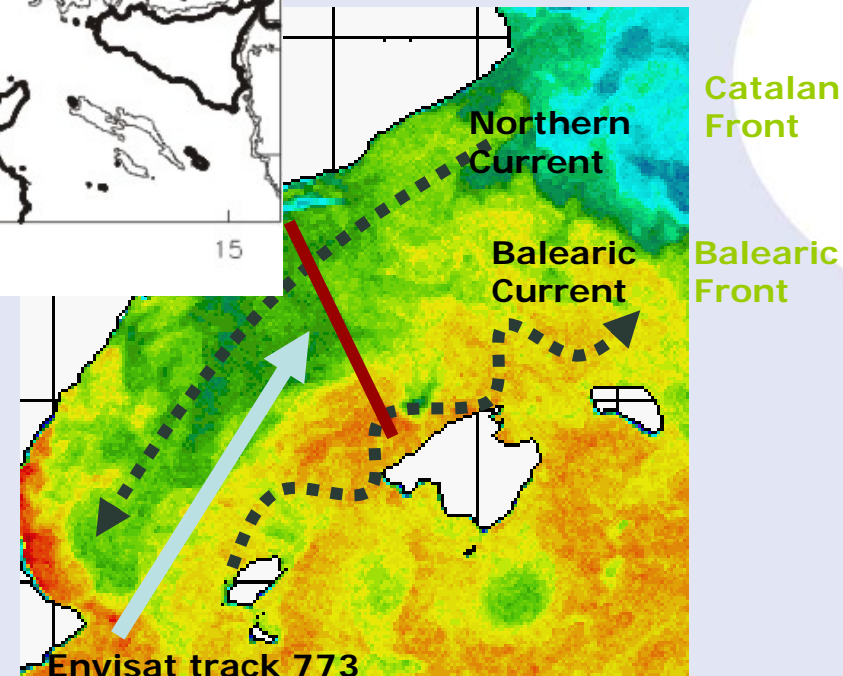 Catalan
Front
Northern
Current
15
Balearic
Current
Balearic
Front
Envisat track 773